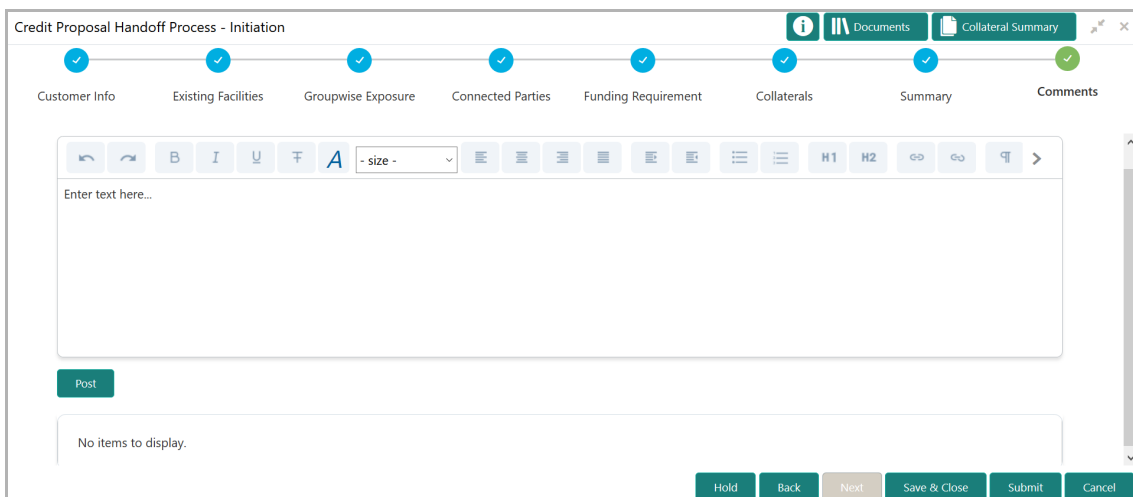 Credit Proposal Handoff Process - Initiation
i Documents Collateral Summary
Customer Info Existing Facilities Groupwise Exposure Connected Parties Funding Requirement Collaterals Summary Comments
B I U T A - size - H1 H2
Enter text here...
Post
No items to display.
Hold Back Next Save & Close Submit Cancel